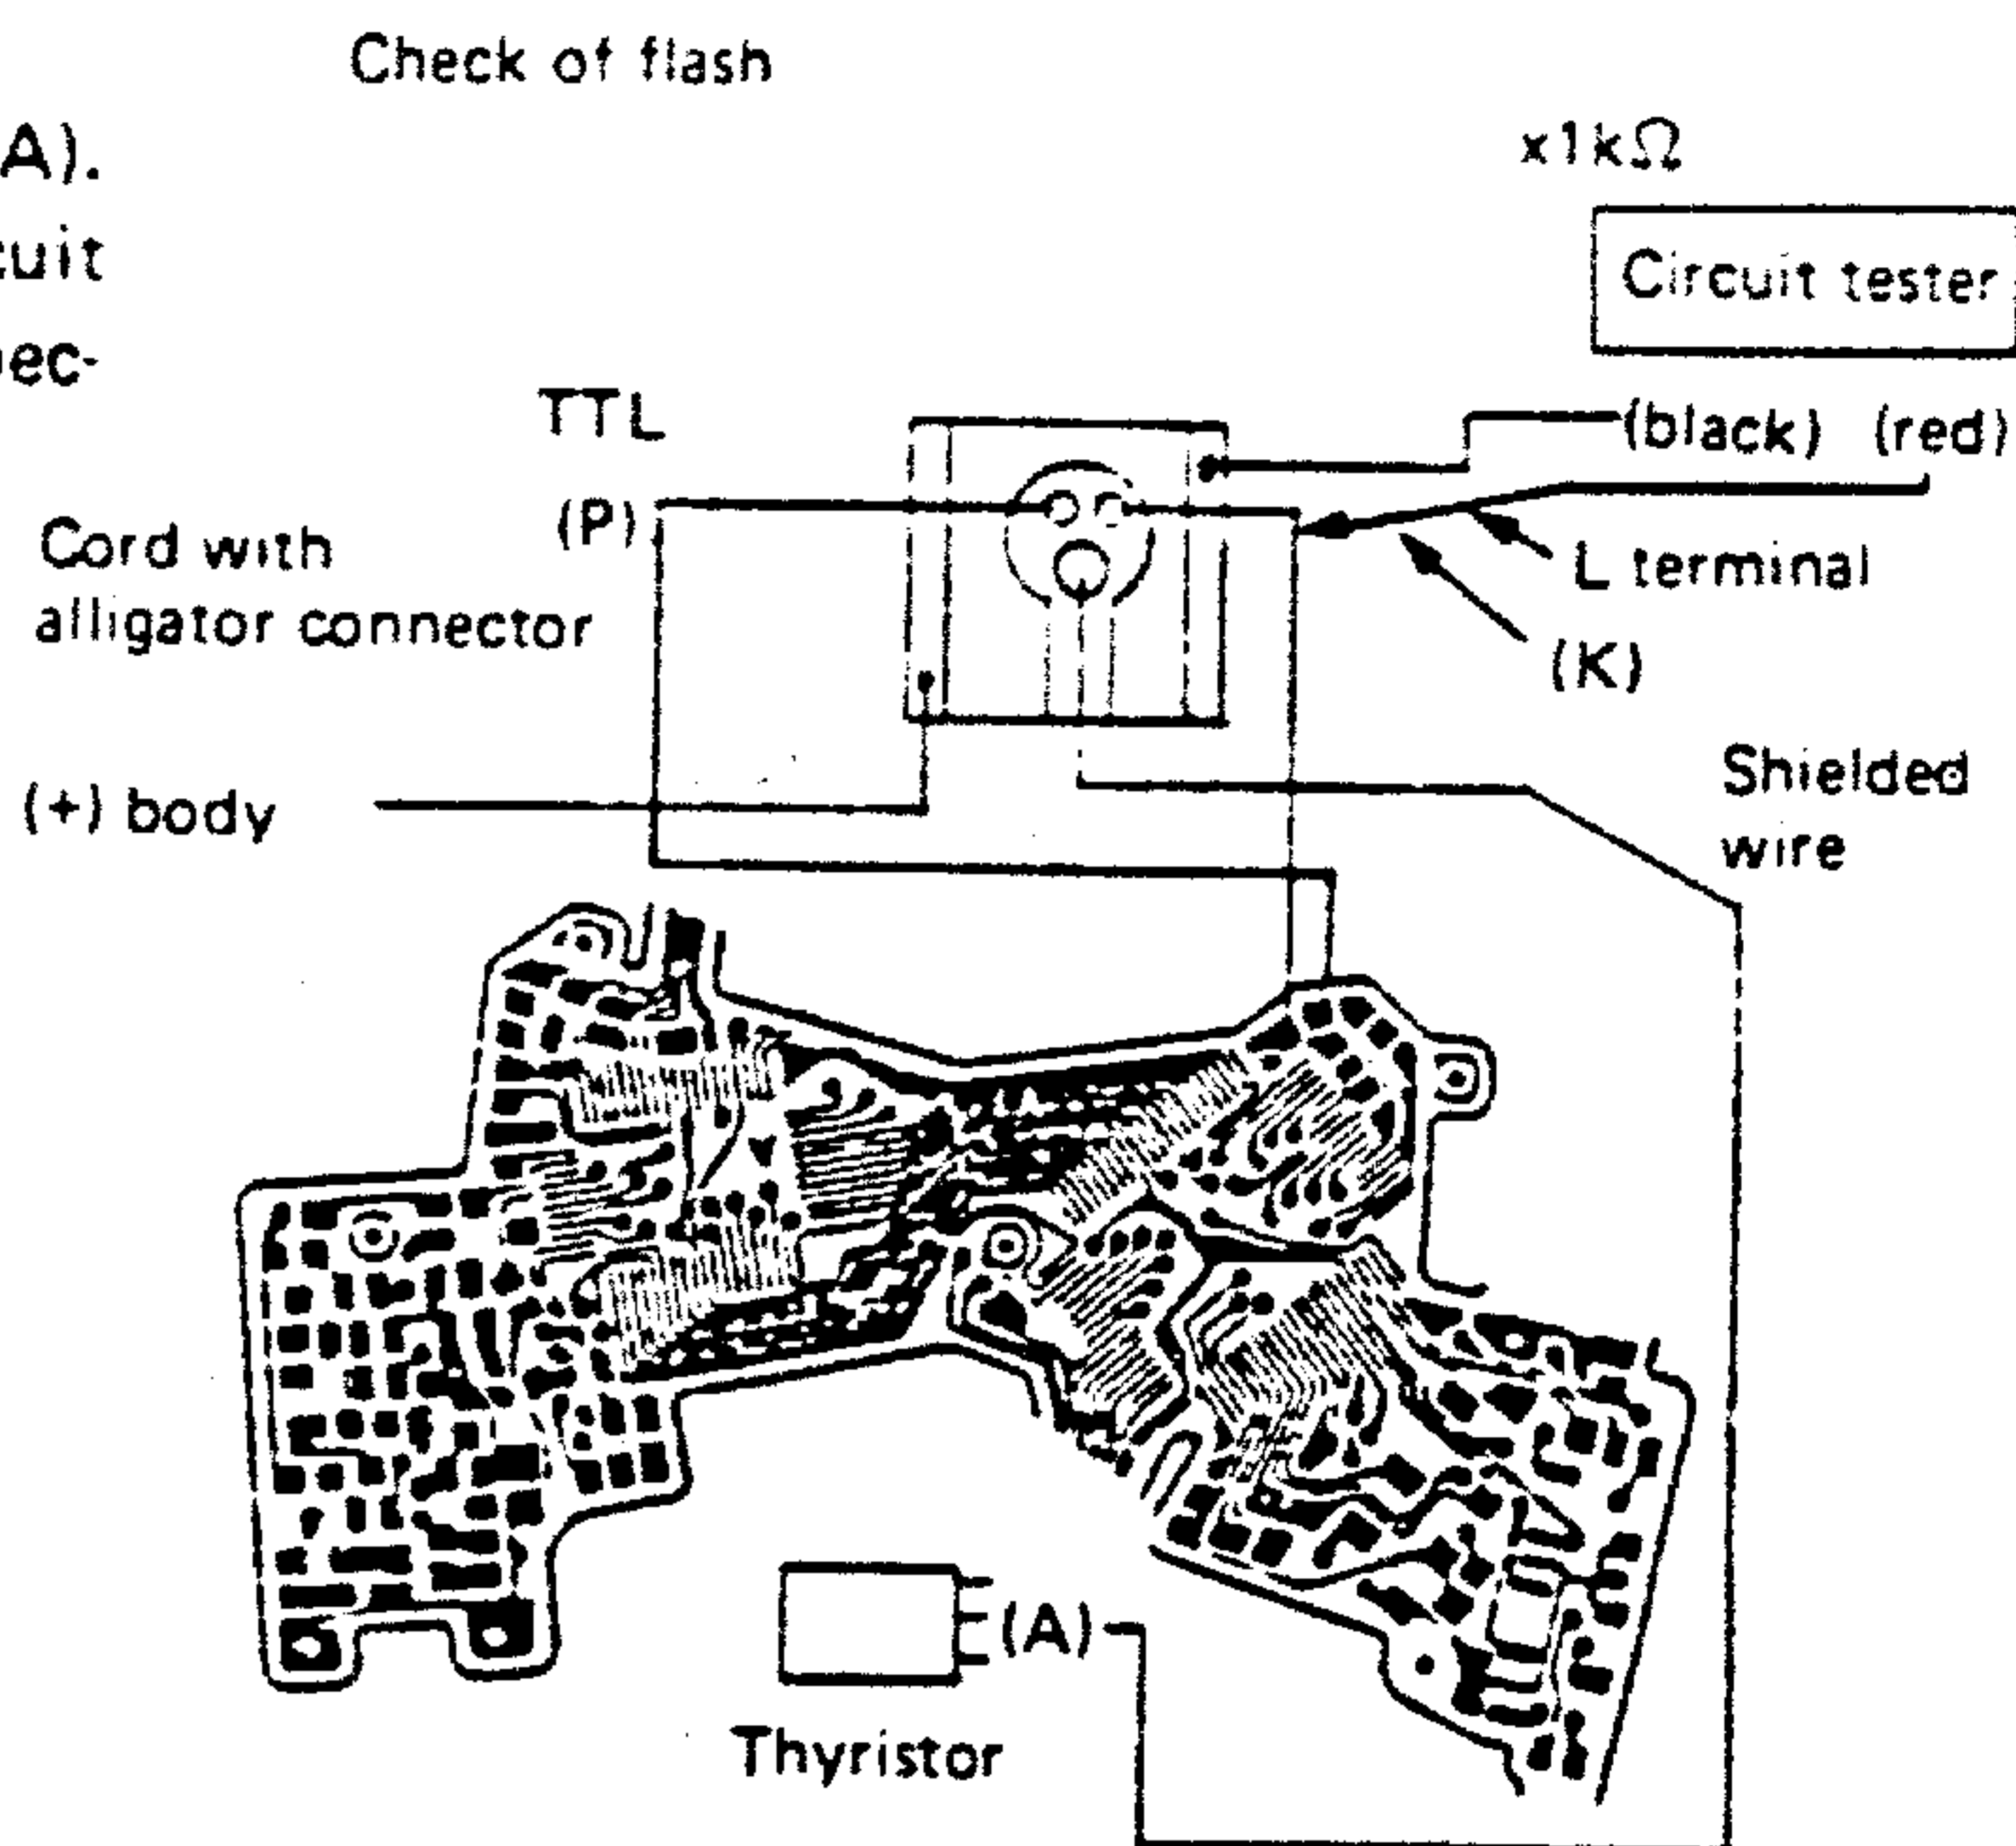 Check of flash
A).
cuit
pec-
x1kΩ
Circuit tester
TTL
(black) (red)
(P)
Cord with
alligator connector
L terminal
(K)
(+) body
Shielded
wire
(A)
Thyristor